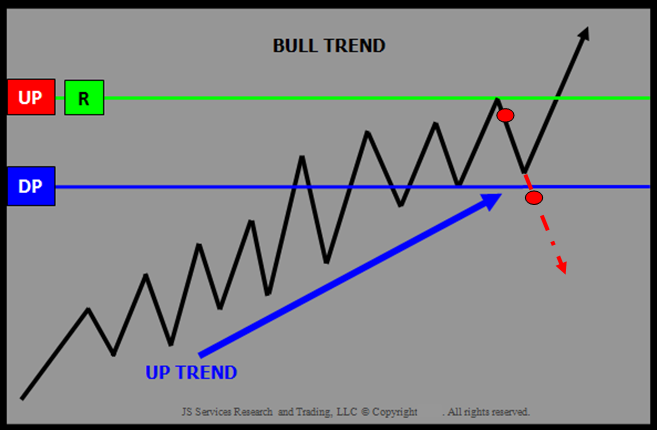 BULL TREND
UP R
DP
UP TREND
JS Services Research and Trading, LLC © Copyright . All rights reserved.